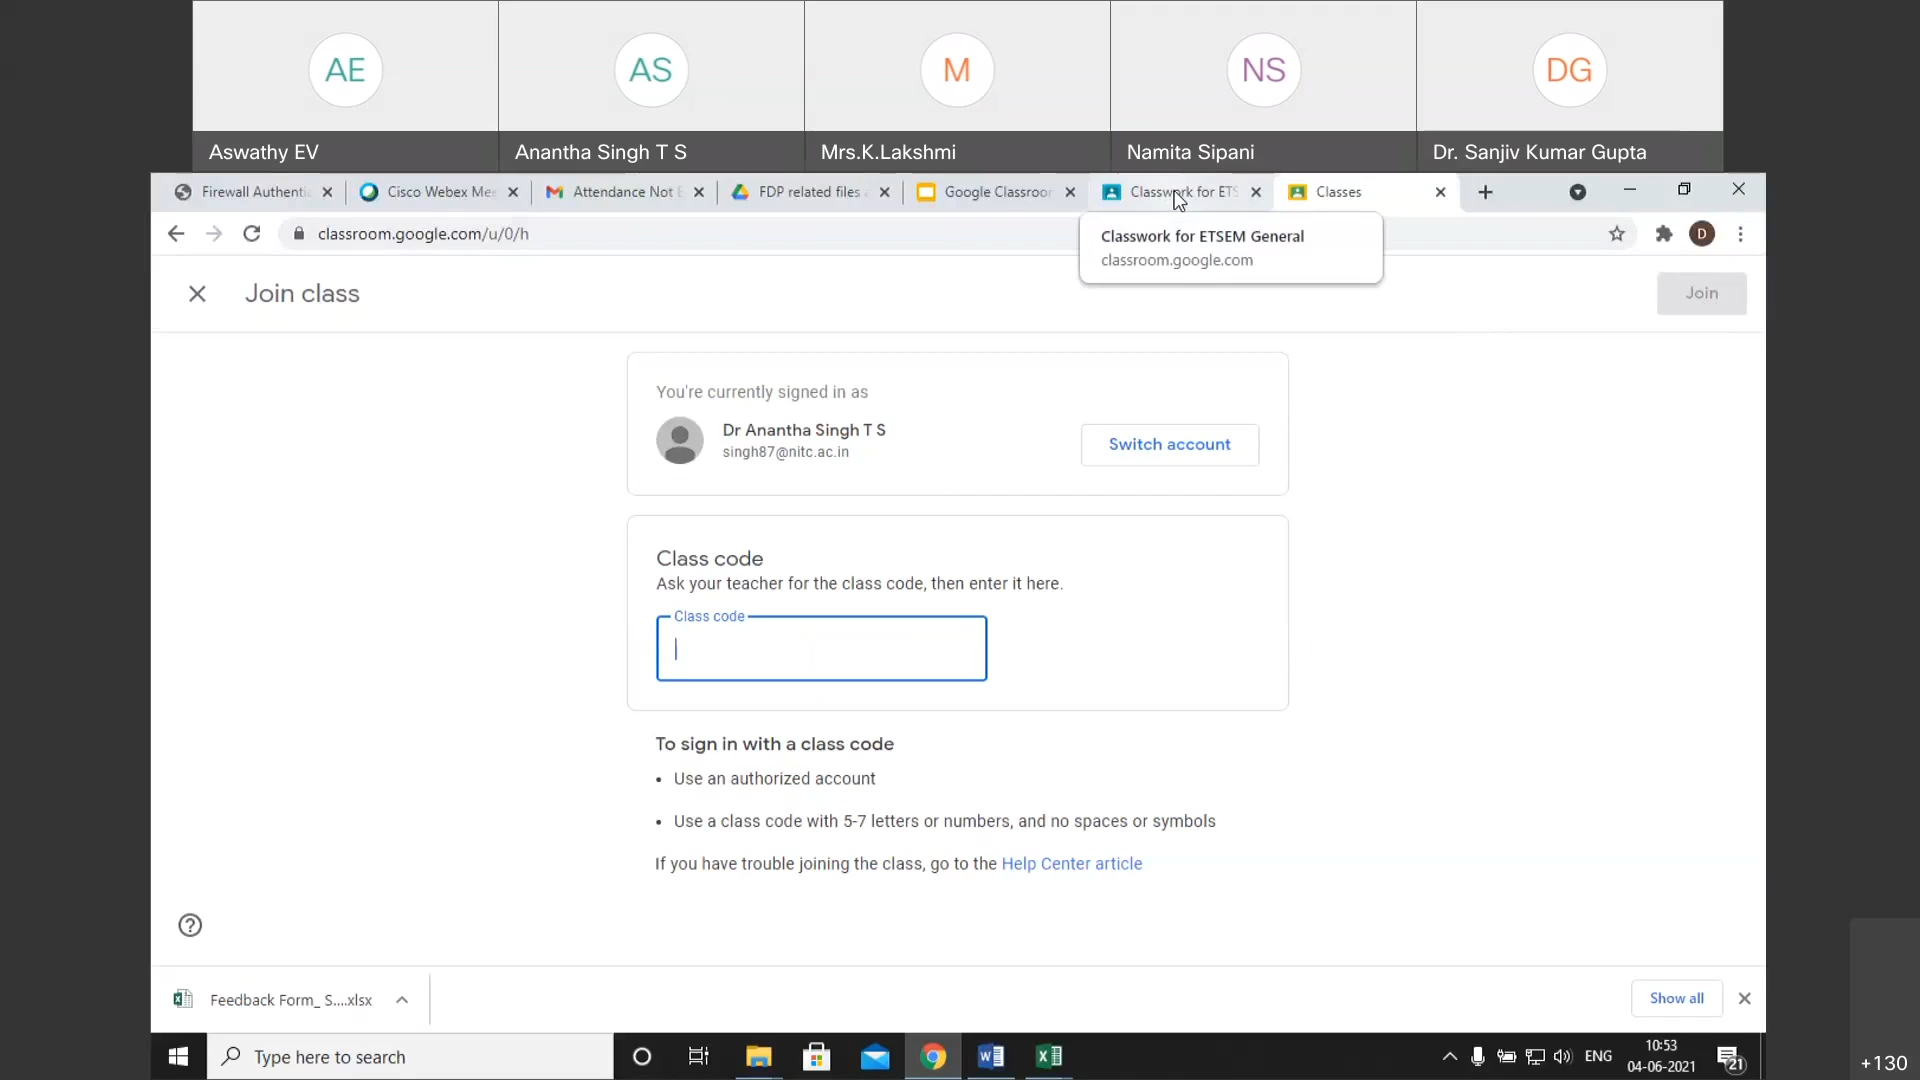 AE
AS
M
NS
DG
Aswathy EV
Anantha Singh T S
Mrs.K.Lakshmi
Namita Sipani
Dr. Sanjiv Kumar Gupta
Firewall Authenti
Cisco Webex Mee
Attendance Not E
FDP related files
Google Classroor
Classwork for ETS
Classes
classroom.google.com/u/0/h
D
Classwork for ETSEM General
classroom.google.com
Join class
Join
You're currently signed in as
Dr Anantha Singh T S
singh87@nitc.ac.in
Switch account
Class code
Ask your teacher for the class code, then enter it here.
Class code
To sign in with a class code
• Use an authorized account
• Use a class code with 5-7 letters or numbers, and no spaces or symbols
If you have trouble joining the class, go to the Help Center article
Feedback Form_ S....xlsx
Show all
Type here to search
ENG
10:53
04-06-2021
21
+130